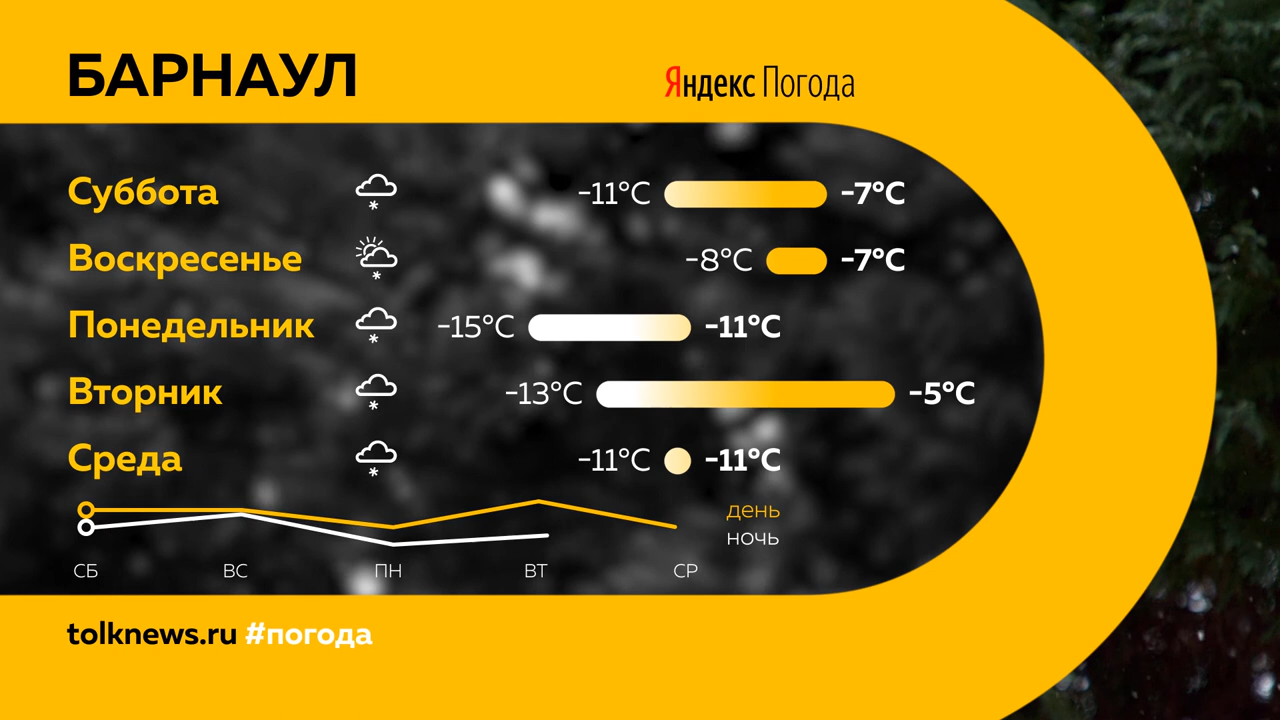 БАРНАУЛ
Яндекс Погода
Суббота -11°C -7°C
Воскресенье -8°C -7°C
Понедельник -15°C -11°C
Вторник -13°C -5°C
Среда -11°C -11°C
день
ночь
СБ ВС ПН ВТ СР
tolknews.ru #погода